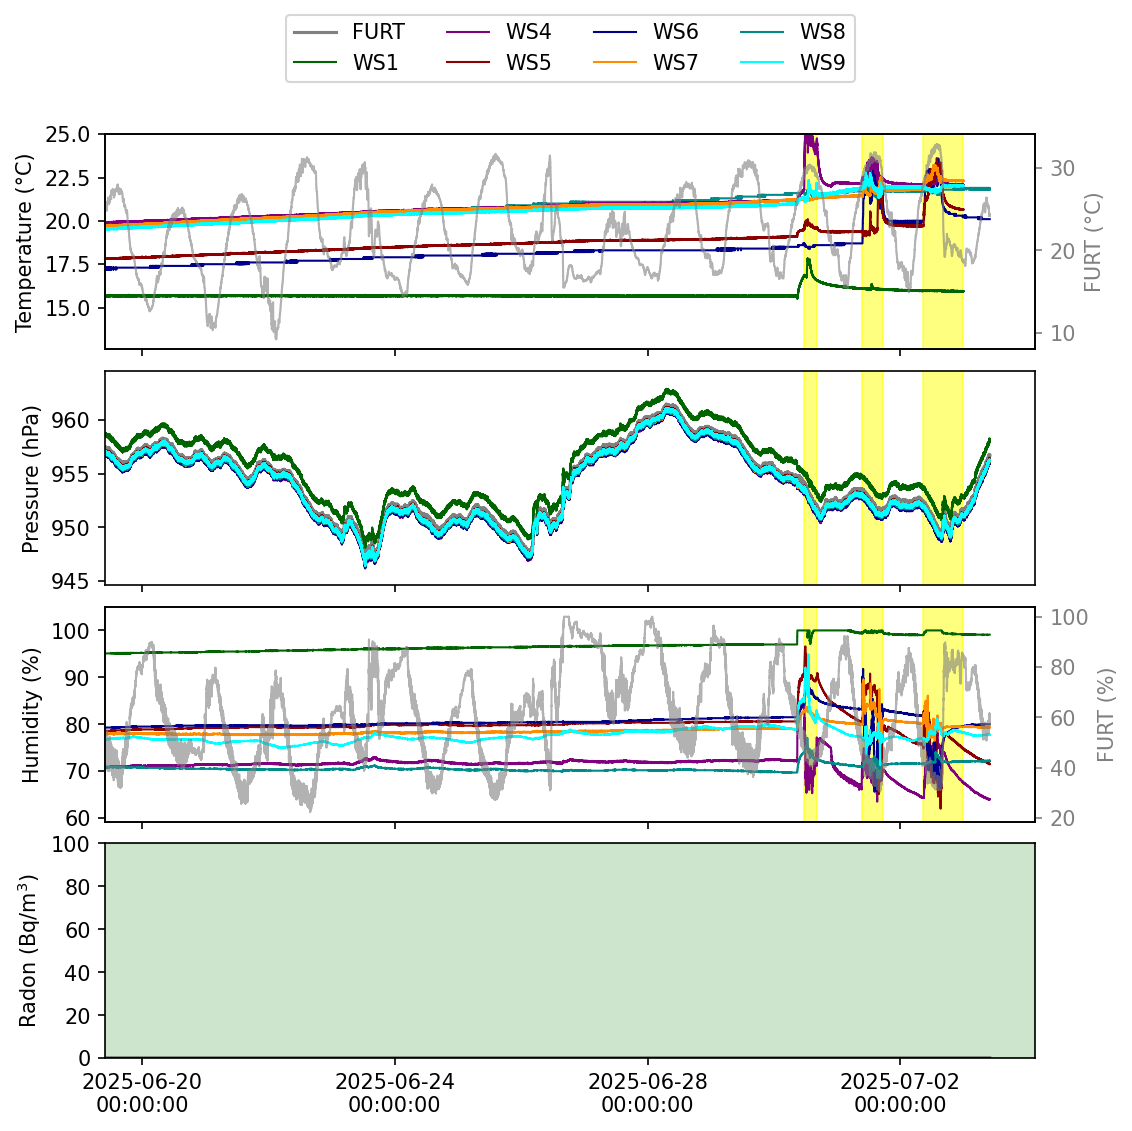 FURT WS4 WS6 WS8
WS1 WS5 WS7 WS9
Temperature (°C)
25.0
22.5
20.0
17.5
15.0
30
20
10
FURT (°C)
Pressure (hPa)
960
955
950
945
Humidity (%)
100
90
80
70
60
100
80
60
40
20
FURT (%)
Radon (Bq/m³)
100
80
60
40
20
0
2025-06-20 2025-06-24 2025-06-28 2025-07-02
00:00:00 00:00:00 00:00:00 00:00:00